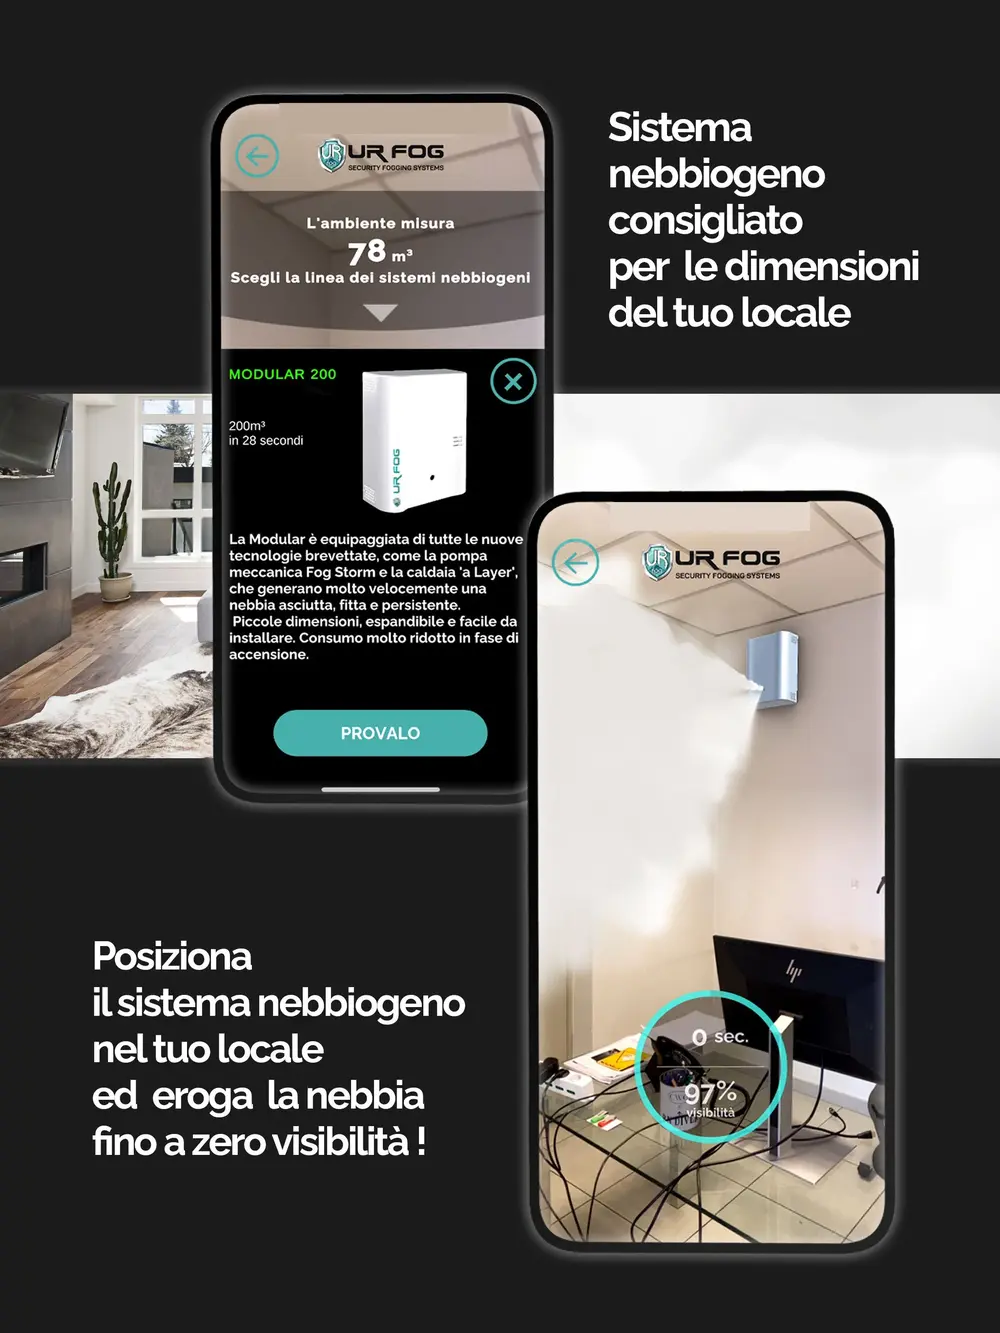 Sistema
nebbiogeno
consigliato
per le dimensioni
del tuo locale
UR FOG
SECURITY FOGGING SYSTEMS
L'ambiente misura
78 m³
Scegli la linea dei sistemi nebbiogeni
MODULAR 200
200m³
in 28 secondi
UR FOG
La Modular è equipaggiata di tutte le nuove
tecnologie brevettate, come la pompa
meccanica Fog Storm e la caldaia 'a Layer',
che generano molto velocemente una
nebbia asciutta, fitta e persistente.
Piccole dimensioni, espandibile e facile da
installare. Consumo molto ridotto in fase di
accensione.
PROVALO
UR FOG
SECURITY FOGGING SYSTEMS
hp
0 sec.
97%
visibilità
Posiziona
il sistema nebbiogeno
nel tuo locale
ed eroga la nebbia
fino a zero visibilità !